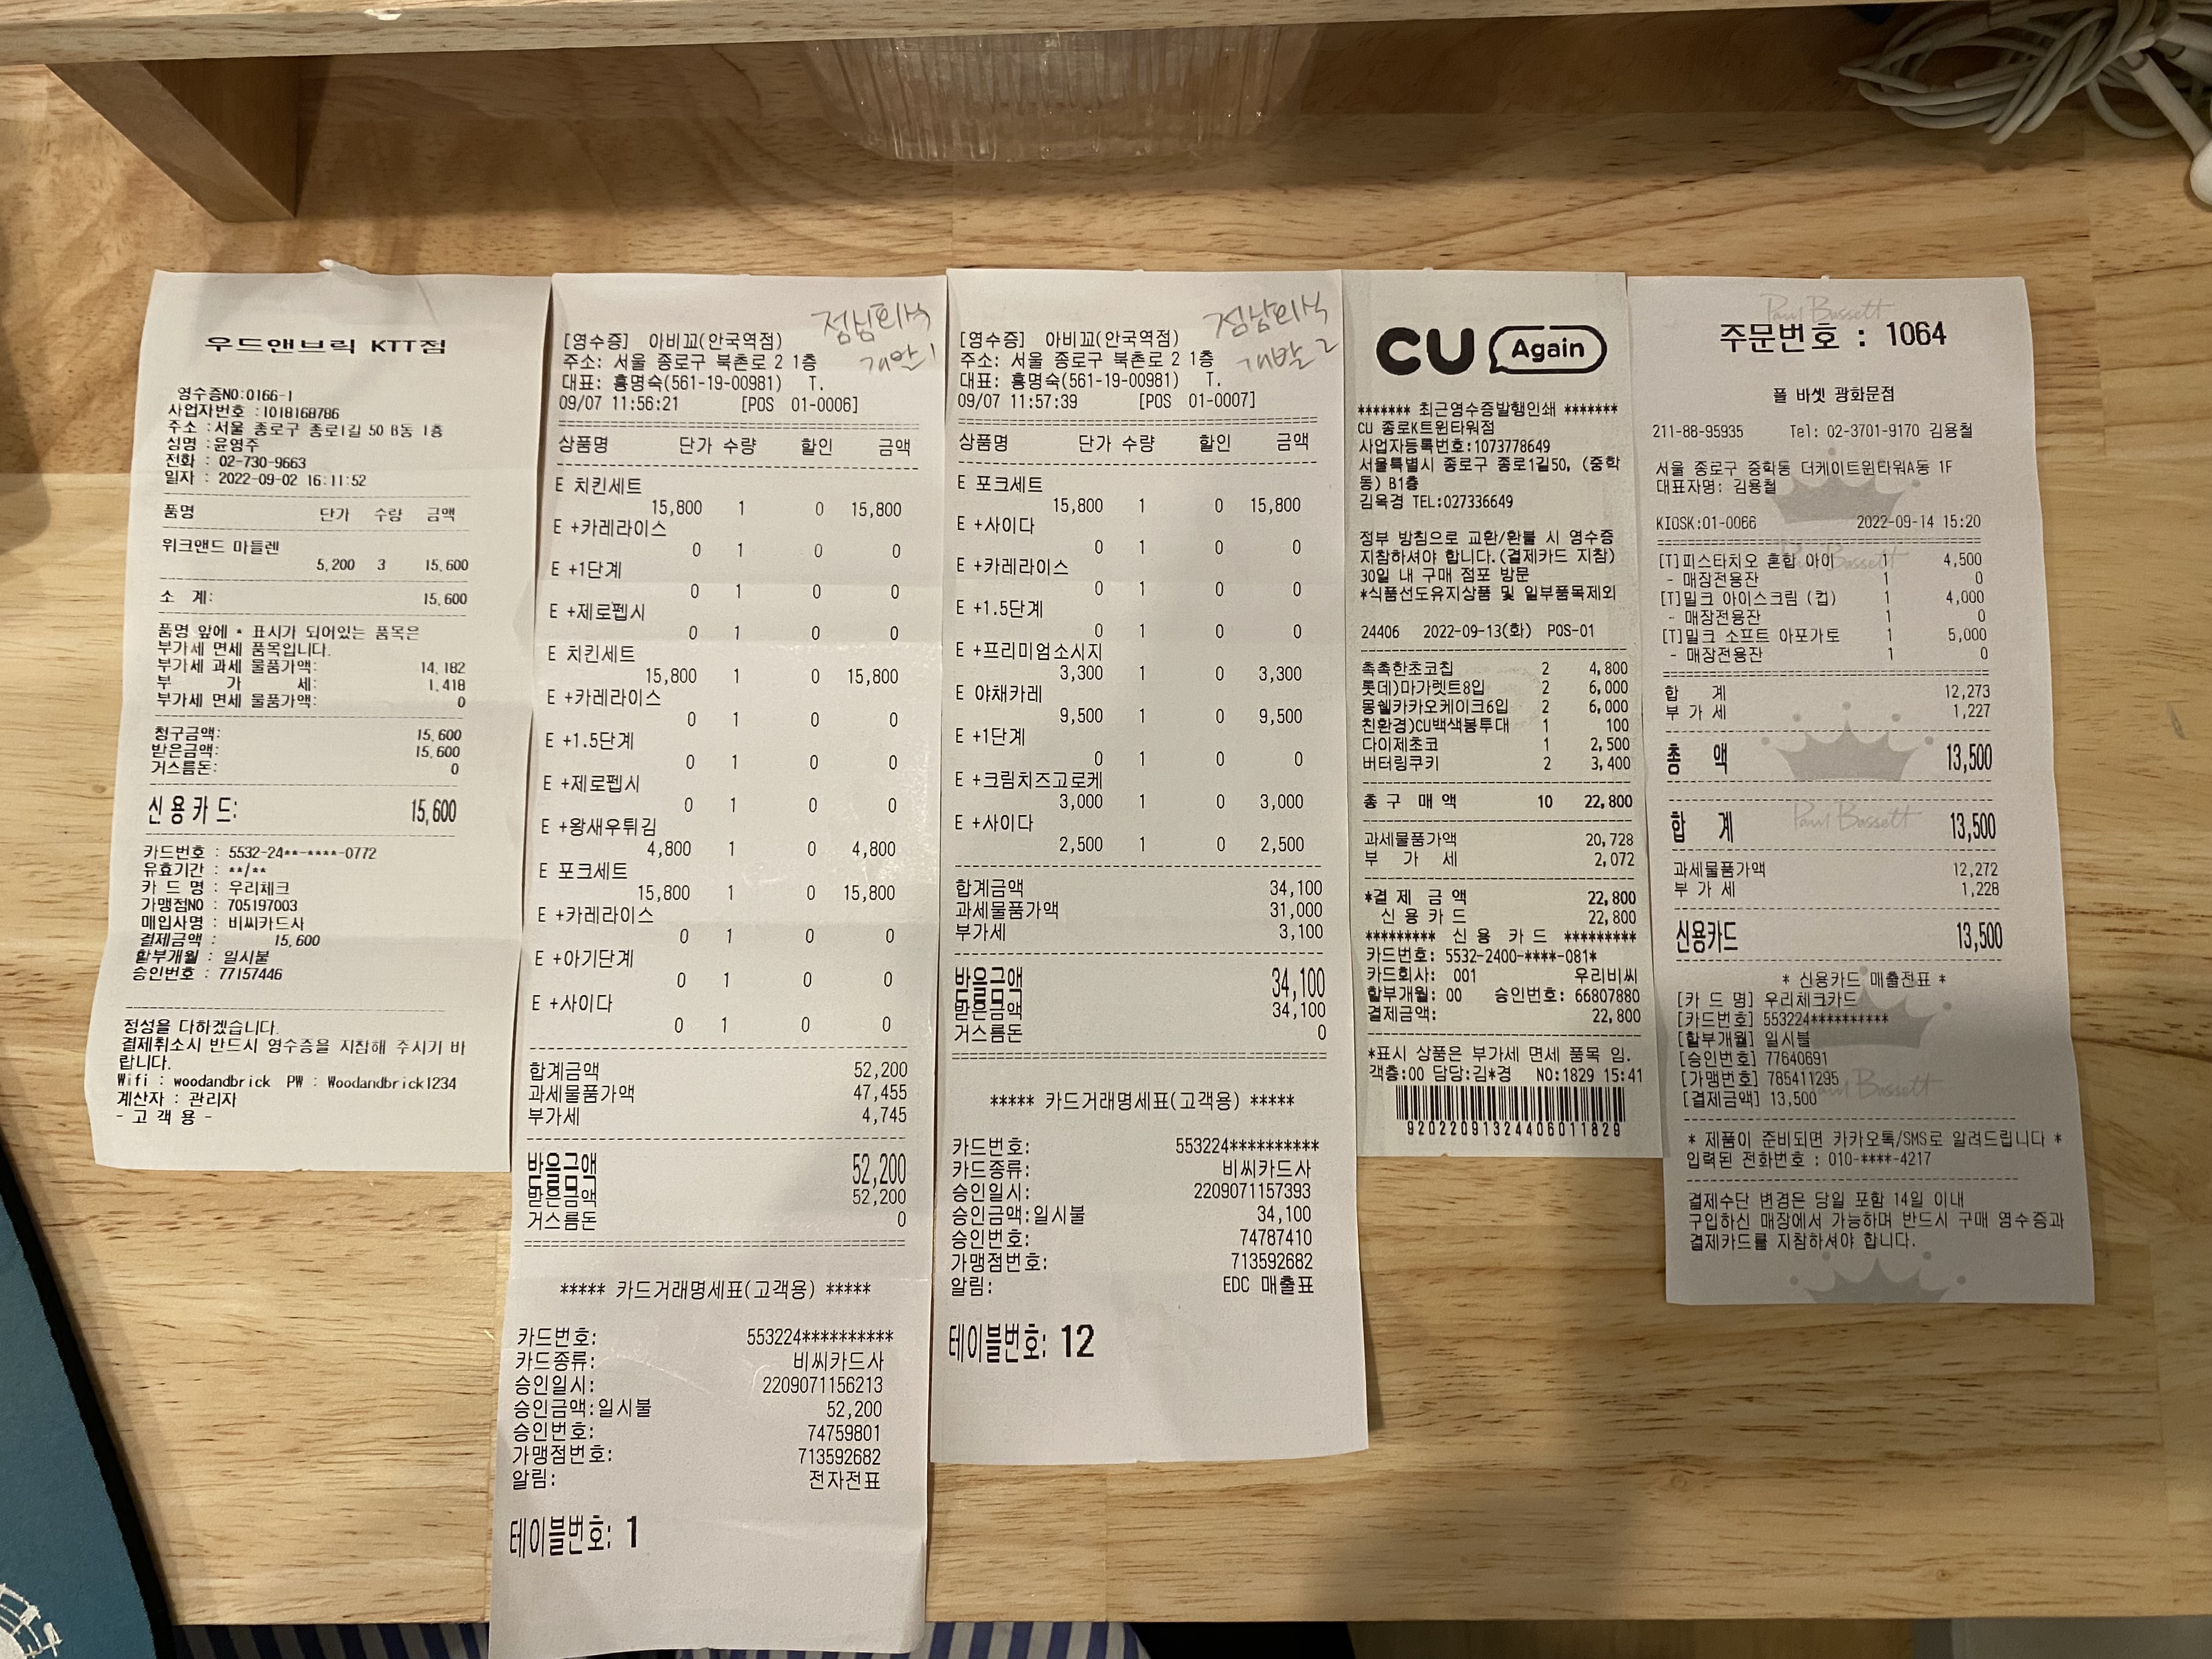 우드앤브릭 KTT점
영수증NO:0166-1
사업자번호 :1018168786
주소 :서울 종로구 종로1길 50 B동 1층
성명 :윤영주
전화 : 02-730-9663
일자 : 2022-09-02 16:11:52
품명 단가 수량 금액
위크앤드 마들렌
5,200 3 15,600
소 계: 15,600
품명 앞에 * 표시가 되어있는 품목은
부가세 면세 품목입니다.
부가세 과세 물품가액: 14,182
부 가 세: 1,418
부가세 면세 물품가액: 0
청구금액: 15,600
받은금액: 15,600
거스름돈: 0
신용카드: 15,600
카드번호 : 5532-24**-****-0772
유효기간 : **/**
카 드 명 : 우리체크
가맹점NO : 705197003
매입사명 : 비씨카드사
결제금액 : 15,600
할부개월 : 일시불
승인번호 : 77157446
정성을 다하겠습니다.
결제취소시 반드시 영수증을 지참해 주시기 바
랍니다.
Wifi : woodandbrick PW : Woodandbrick1234
계산자 : 관리자
- 고 객 용 -
점심회식
개발1
[영수증] 아비꼬(안국역점)
주소: 서울 종로구 북촌로 2 1층
대표: 홍명숙(561-19-00981) T.
09/07 11:56:21 [POS 01-0006]
상품명 단가 수량 할인 금액
E 치킨세트
15,800 1 0 15,800
E +카레라이스
0 1 0 0
E +1단계
0 1 0 0
E +제로펩시
0 1 0 0
E 치킨세트
15,800 1 0 15,800
E +카레라이스
0 1 0 0
E +1.5단계
0 1 0 0
E +제로펩시
0 1 0 0
E +왕새우튀김
4,800 1 0 4,800
E 포크세트
15,800 1 0 15,800
E +카레라이스
0 1 0 0
E +아기단계
0 1 0 0
E +사이다
0 1 0 0
합계금액 52,200
과세물품가액 47,455
부가세 4,745
받을금액 52,200
받은금액 52,200
거스름돈 0
***** 카드거래명세표(고객용) *****
카드번호: 553224**********
카드종류: 비씨카드사
승인일시: 2209071156213
승인금액:일시불 52,200
승인번호: 74759801
가맹점번호: 713592682
알림: 전자전표
테이블번호: 1
점심회식
개발2
[영수증] 아비꼬(안국역점)
주소: 서울 종로구 북촌로 2 1층
대표: 홍명숙(561-19-00981) T.
09/07 11:57:39 [POS 01-0007]
상품명 단가 수량 할인 금액
E 포크세트
15,800 1 0 15,800
E +사이다
0 1 0 0
E +카레라이스
0 1 0 0
E +1.5단계
0 1 0 0
E +프리미엄소시지
3,300 1 0 3,300
E 야채카레
9,500 1 0 9,500
E +1단계
0 1 0 0
E +크림치즈고로케
3,000 1 0 3,000
E +사이다
2,500 1 0 2,500
합계금액 34,100
과세물품가액 31,000
부가세 3,100
받을금액 34,100
받은금액 34,100
거스름돈 0
***** 카드거래명세표(고객용) *****
카드번호: 553224**********
카드종류: 비씨카드사
승인일시: 2209071157393
승인금액:일시불 34,100
승인번호: 74787410
가맹점번호: 713592682
알림: EDC 매출표
테이블번호: 12
CU Again
******* 최근영수증발행인쇄 *******
CU 종로K트윈타워점
사업자등록번호:1073778649
서울특별시 종로구 종로1길50, (중학
동) B1층
김옥경 TEL:027336649
정부 방침으로 교환/환불 시 영수증
지참하셔야 합니다.(결제카드 지참)
30일 내 구매 점포 방문
*식품선도유지상품 및 일부품목제외
24406 2022-09-13(화) POS-01
촉촉한초코칩 2 4,800
롯데)마가렛트8입 2 6,000
몽쉘카카오케이크6입 2 6,000
친환경)CU백색봉투대 1 100
다이제초코 1 2,500
버터링쿠키 2 3,400
총 구 매 액 10 22,800
과세물품가액 20,728
부 가 세 2,072
*결 제 금 액 22,800
신 용 카 드 22,800
********* 신 용 카 드 *********
카드번호: 5532-2400-****-081*
카드회사: 001 우리비씨
할부개월: 00 승인번호: 66807880
결제금액: 22,800
*표시 상품은 부가세 면세 품목 임.
객층:00 담당:김*경 NO:1829 15:41
92022091324406011829
Paul Bassett
주문번호 : 1064
폴 바셋 광화문점
211-88-95935 Tel: 02-3701-9170 김용철
서울 종로구 중학동 더케이트윈타워A동 1F
대표자명: 김용철
KIOSK:01-0066 2022-09-14 15:20
[T]피스타치오 혼합 아이 1 4,500
- 매장전용잔 1 0
[T]밀크 아이스크림 (컵) 1 4,000
- 매장전용잔 1 0
[T]밀크 소프트 아포가토 1 5,000
- 매장전용잔 1 0
합 계 12,273
부 가 세 1,227
총 액 13,500
Paul Bassett
합 계 13,500
과세물품가액 12,272
부 가 세 1,228
신용카드 13,500
* 신용카드 매출전표 *
[카 드 명] 우리체크카드
[카드번호] 553224**********
[할부개월] 일시불
[승인번호] 77640691
[가맹번호] 785411295
Paul Bassett
[결제금액] 13,500
* 제품이 준비되면 카카오톡/SMS로 알려드립니다 *
입력된 전화번호 : 010-****-4217
결제수단 변경은 당일 포함 14일 이내
구입하신 매장에서 가능하며 반드시 구매 영수증과
결제카드를 지참하셔야 합니다.